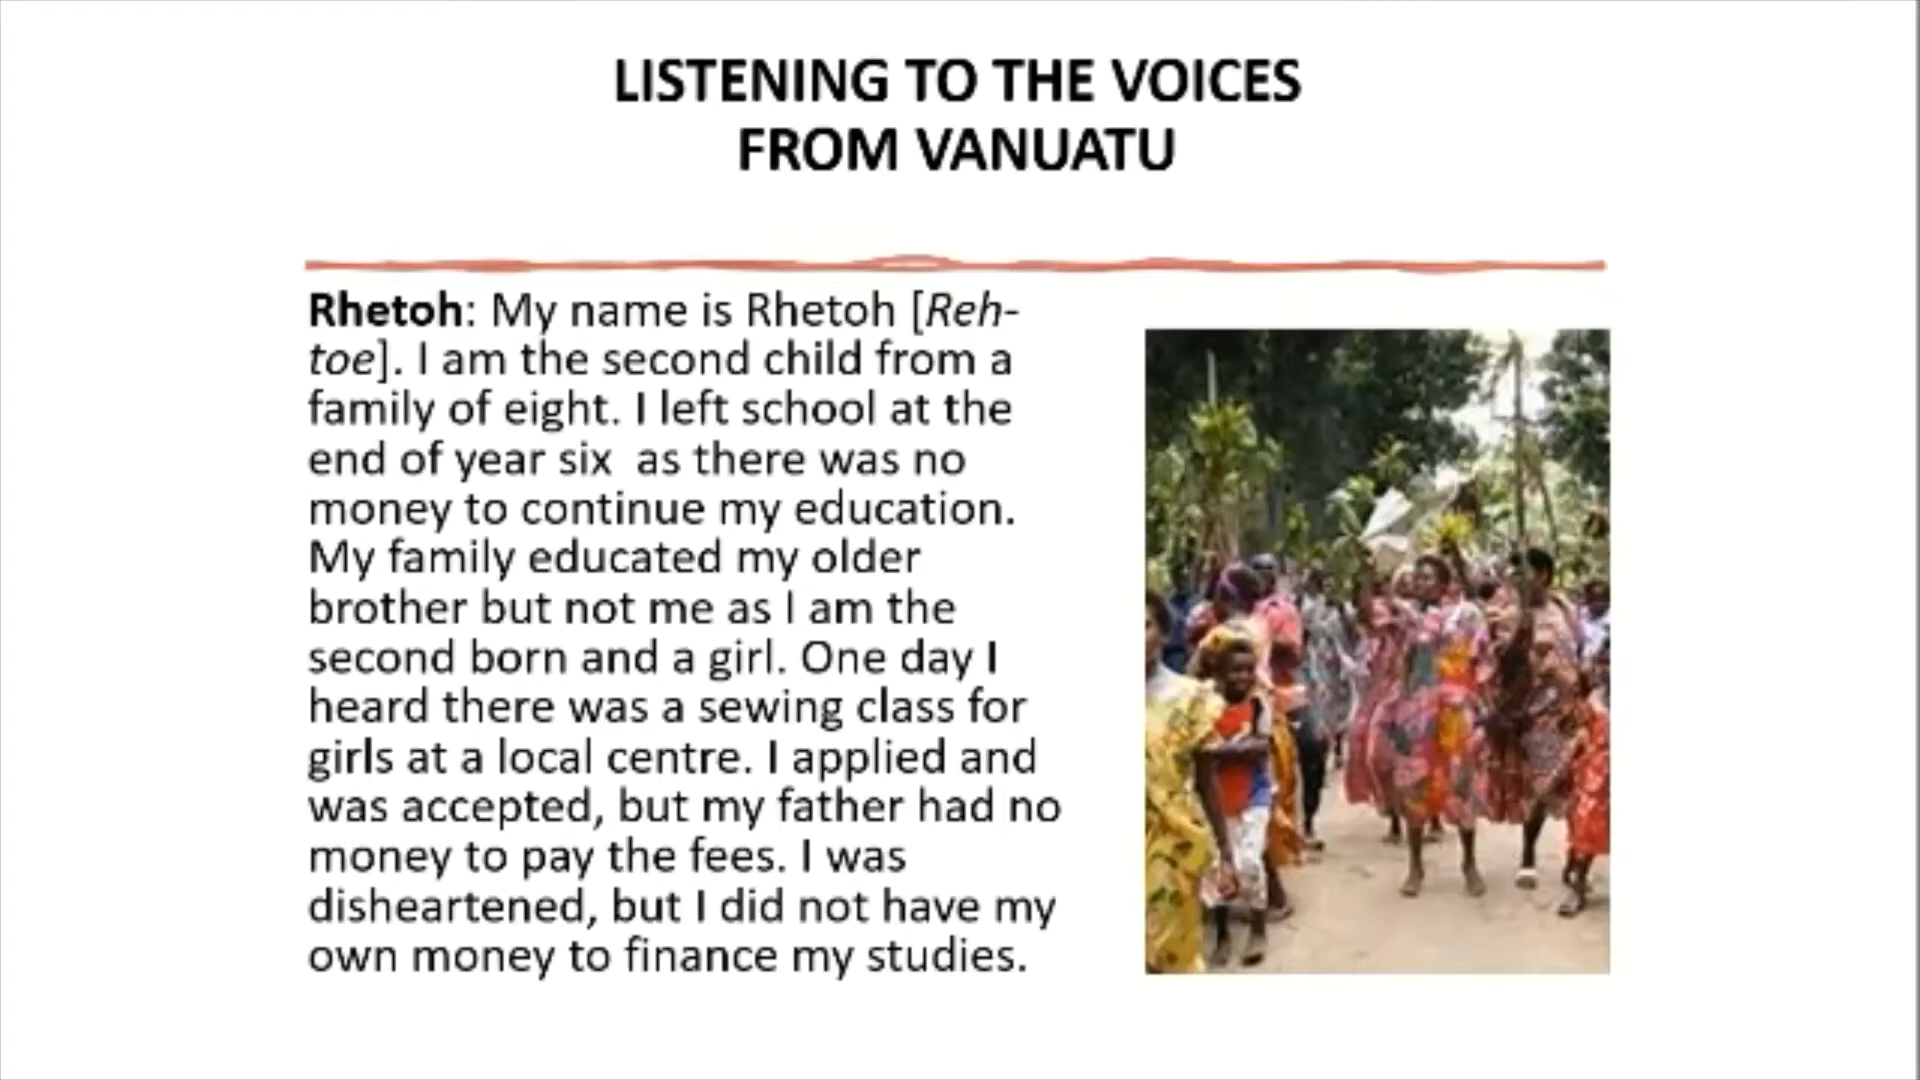 LISTENING TO THE VOICES
FROM VANUATU
Rhetoh: My name is Rhetoh [Reh-
toe]. I am the second child from a
family of eight. I left school at the
end of year six  as there was no
money to continue my education.
My family educated my older
brother but not me as I am the
second born and a girl. One day I
heard there was a sewing class for
girls at a local centre. I applied and
was accepted, but my father had no
money to pay the fees. I was
disheartened, but I did not have my
own money to finance my studies.